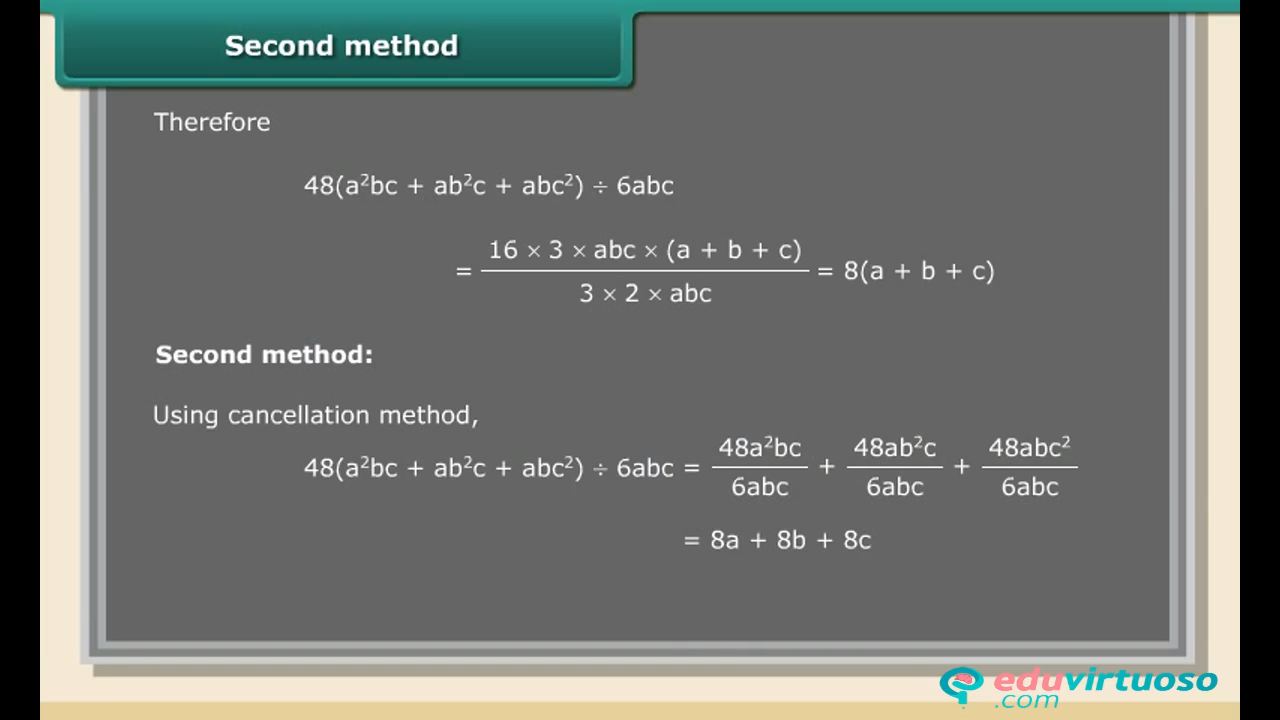 Second method
Therefore
48(a²bc + ab²c + abc²) ÷ 6abc
= 16 × 3 × abc × (a + b + c) / 3 × 2 × abc = 8(a + b + c)
Second method:
Using cancellation method,
48(a²bc + ab²c + abc²) ÷ 6abc = 48a²bc / 6abc + 48ab²c / 6abc + 48abc² / 6abc
= 8a + 8b + 8c
eduvirtuoso
.com